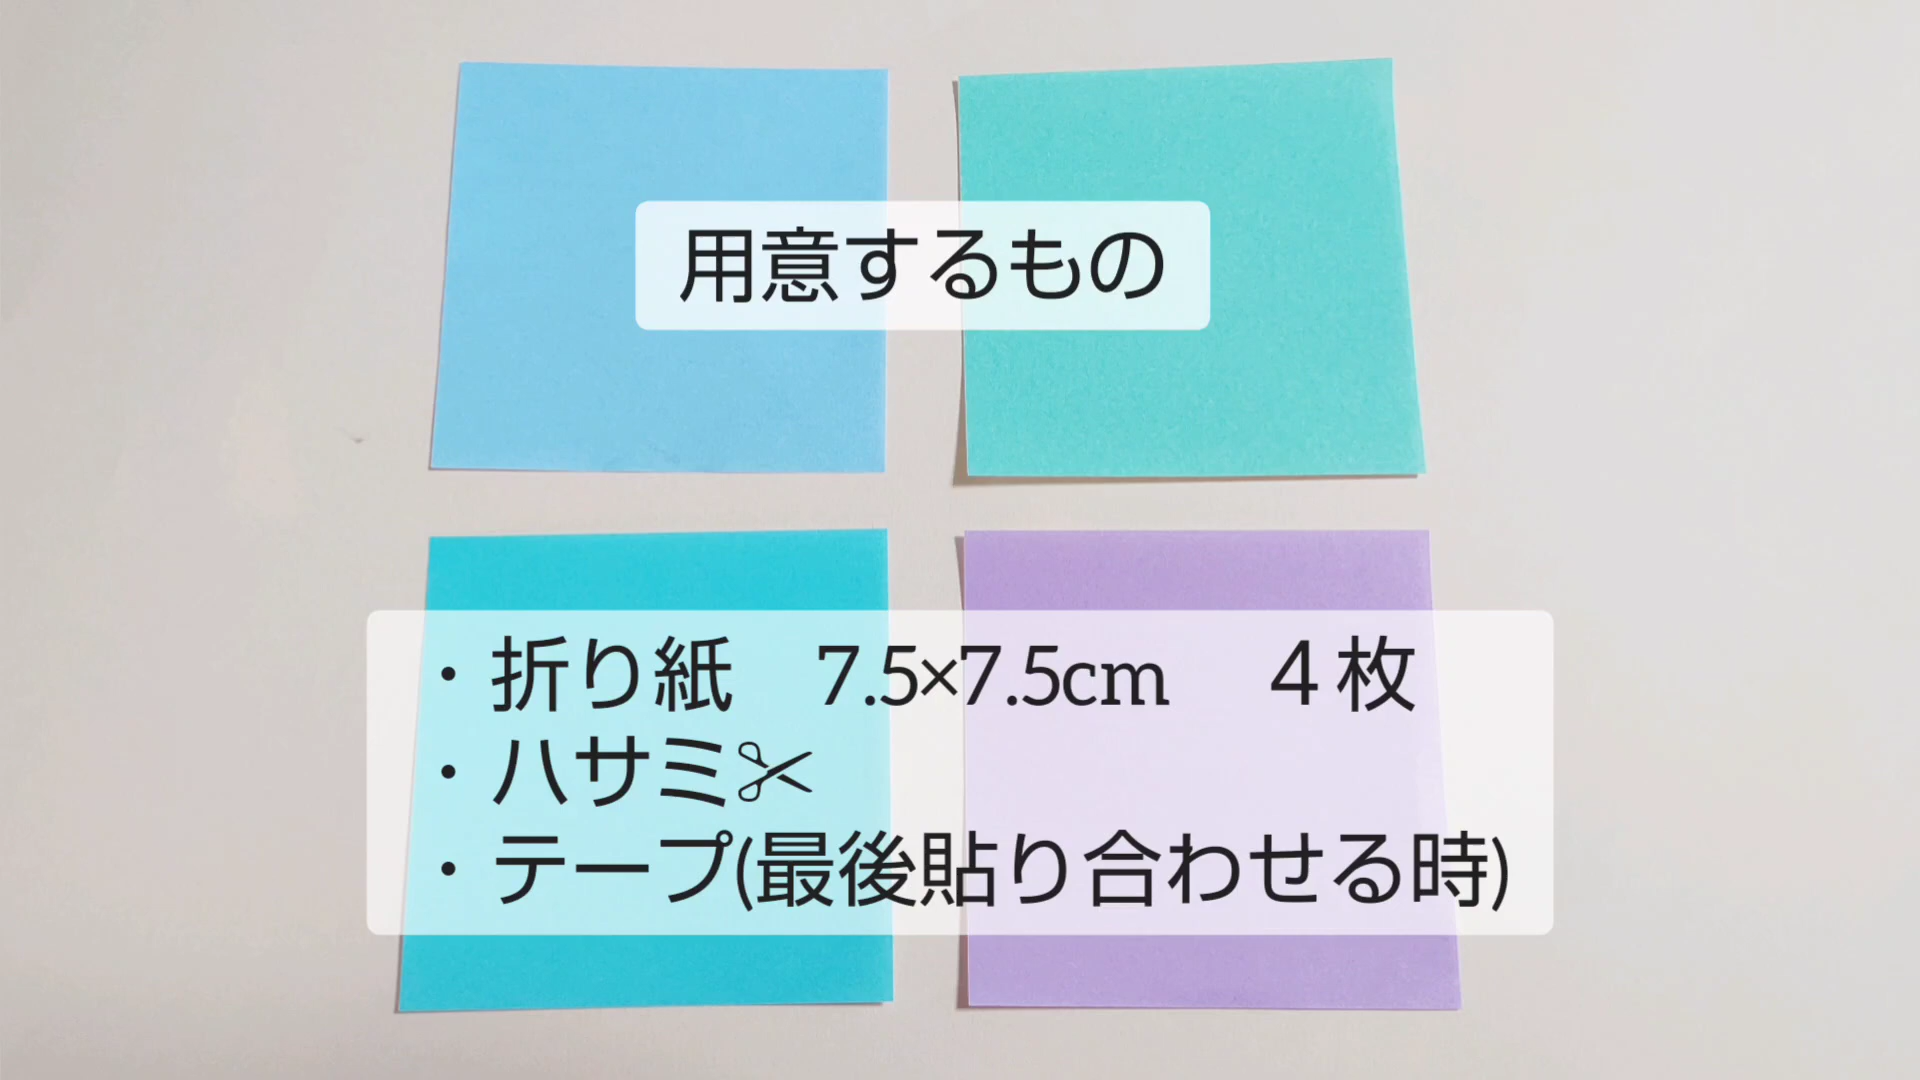 用意するもの
・折り紙　7.5×7.5cm　４枚
・ハサミ✂
・テープ(最後貼り合わせる時)